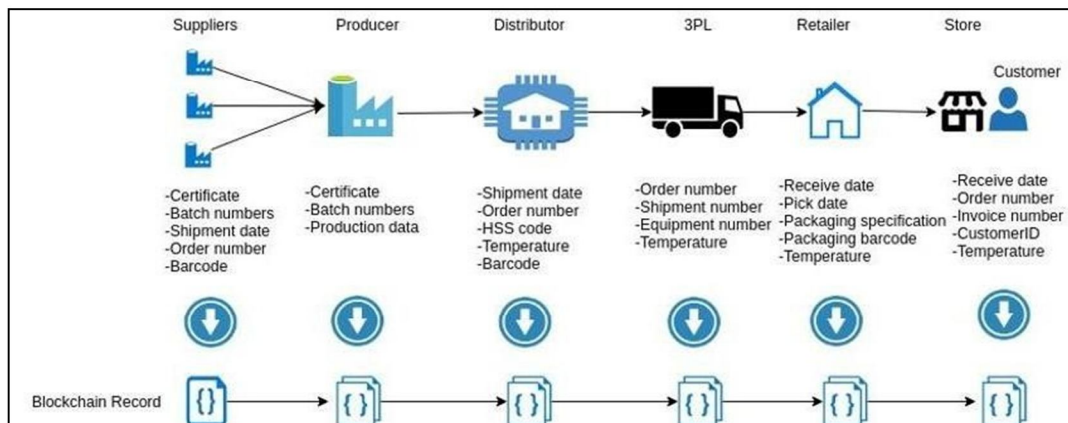 Suppliers
Producer
Distributor
3PL
Retailer
Store
Customer
-Certificate
-Batch numbers
-Shipment date
-Order number
-Barcode
-Certificate
-Batch numbers
-Production data
-Shipment date
-Order number
-HSS code
-Temperature
-Barcode
-Order number
-Shipment number
-Equipment number
-Temperature
-Receive date
-Pick date
-Packaging specification
-Packaging barcode
-Temperature
-Receive date
-Order number
-Invoice number
-CustomerID
-Temperature
Blockchain Record
{}
{}
{}
{}
{}
{}